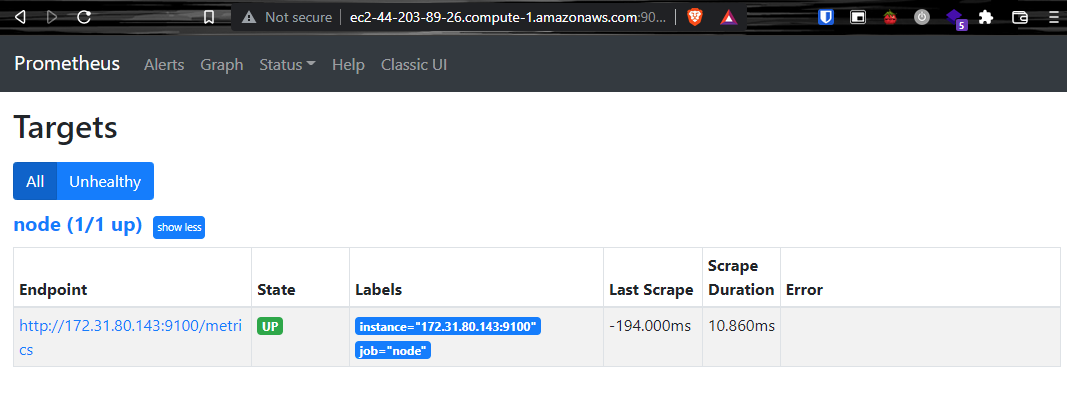 Not secure | ec2-44-203-89-26.compute-1.amazonaws.com:90...
5
Prometheus Alerts Graph Status Help Classic UI
Targets
All Unhealthy
node (1/1 up) show less
Endpoint State Labels Last Scrape Scrape Duration Error
http://172.31.80.143:9100/metri
cs
UP
instance="172.31.80.143:9100"
job="node"
-194.000ms
10.860ms